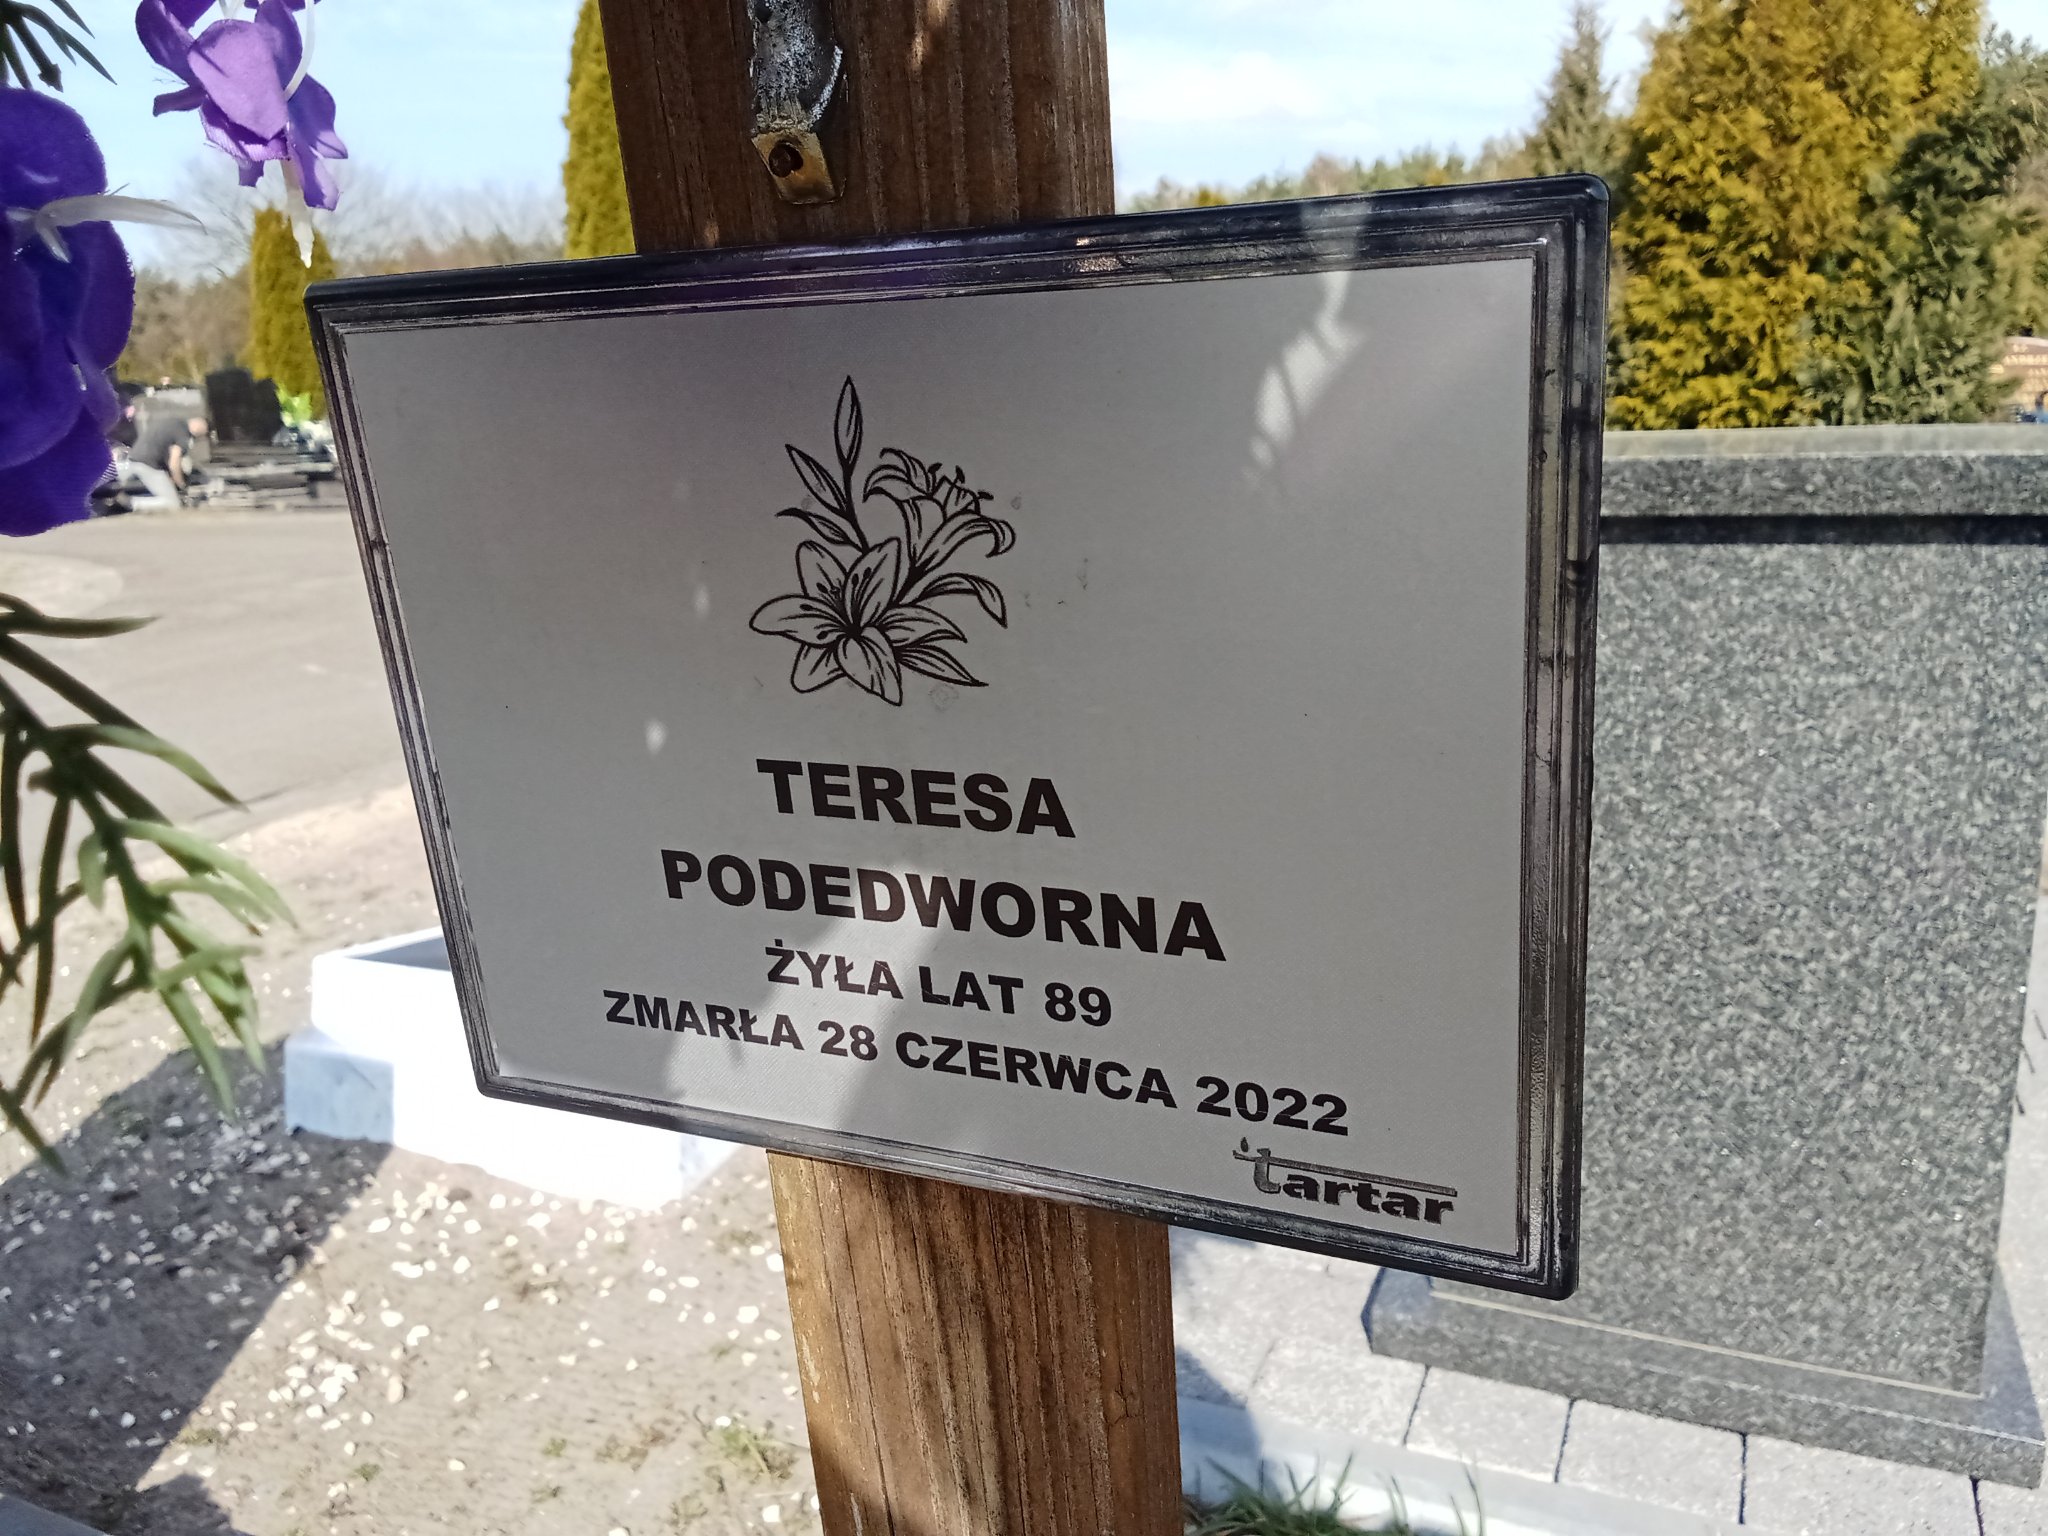 TERESA
PODEDWORNA
ŻYŁA LAT 89
ZMARŁA 28 CZERWCA 2022
tartar